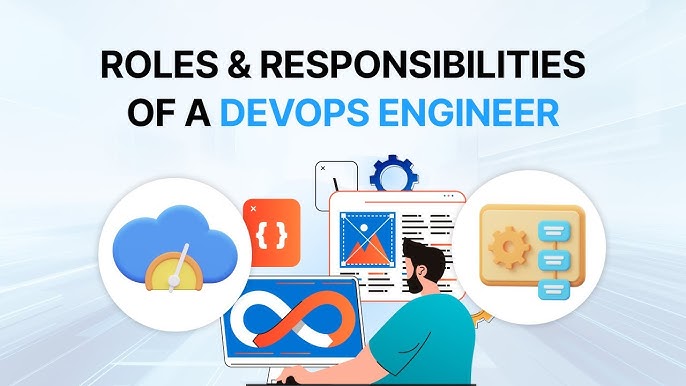 ROLES & RESPONSIBILITIES
OF A DEVOPS ENGINEER
{}